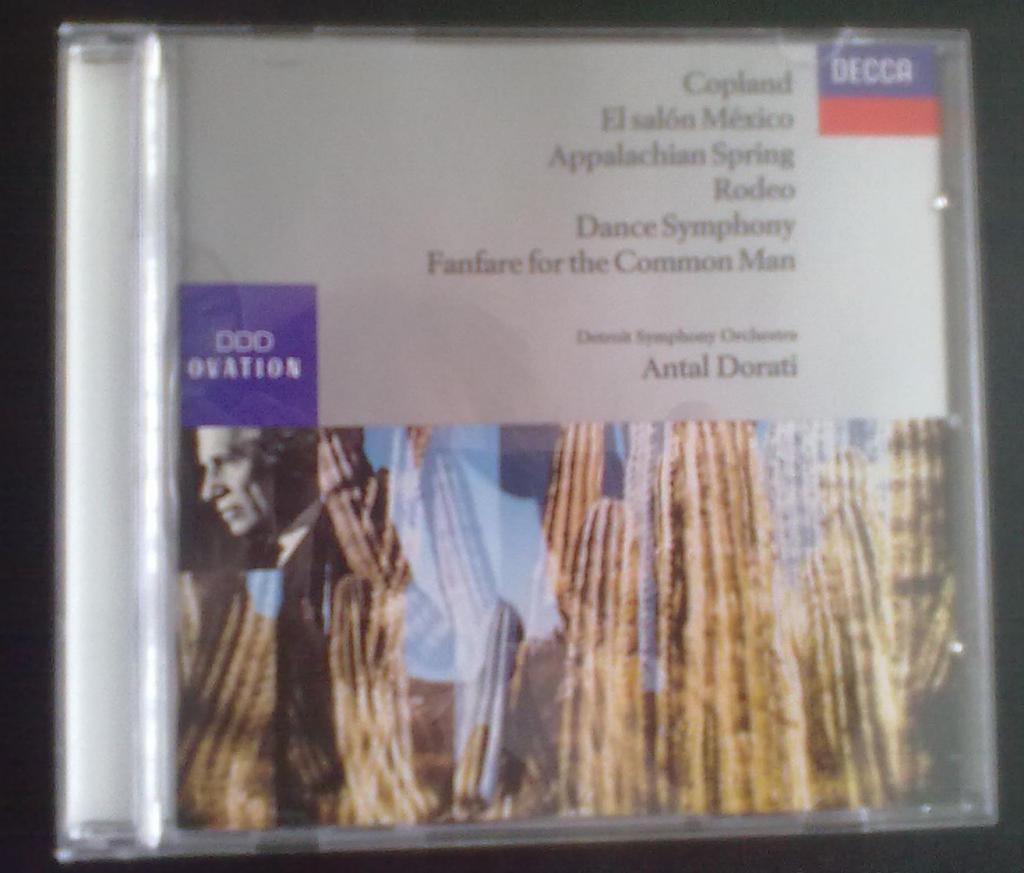 DECCA
Copland
El salón México
Appalachian Spring
Rodeo
Dance Symphony
Fanfare for the Common Man
Detroit Symphony Orchestra
Antal Dorati
DDD
OVATION